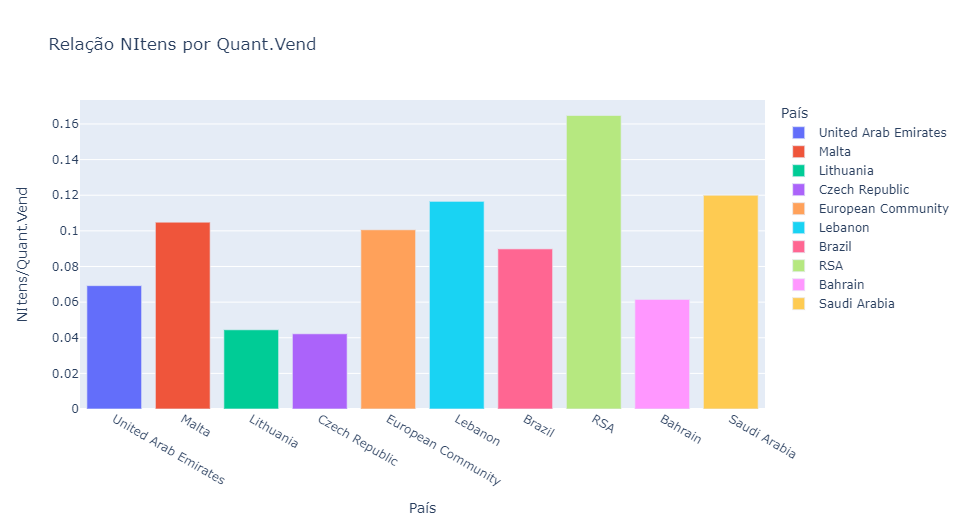 Relação NItens por Quant.Vend
NItens/Quant.Vend
0.16
0.14
0.12
0.1
0.08
0.06
0.04
0.02
0
United Arab Emirates
Malta
Lithuania
Czech Republic
European Community
Lebanon
Brazil
RSA
Bahrain
Saudi Arabia
País
País
United Arab Emirates
Malta
Lithuania
Czech Republic
European Community
Lebanon
Brazil
RSA
Bahrain
Saudi Arabia